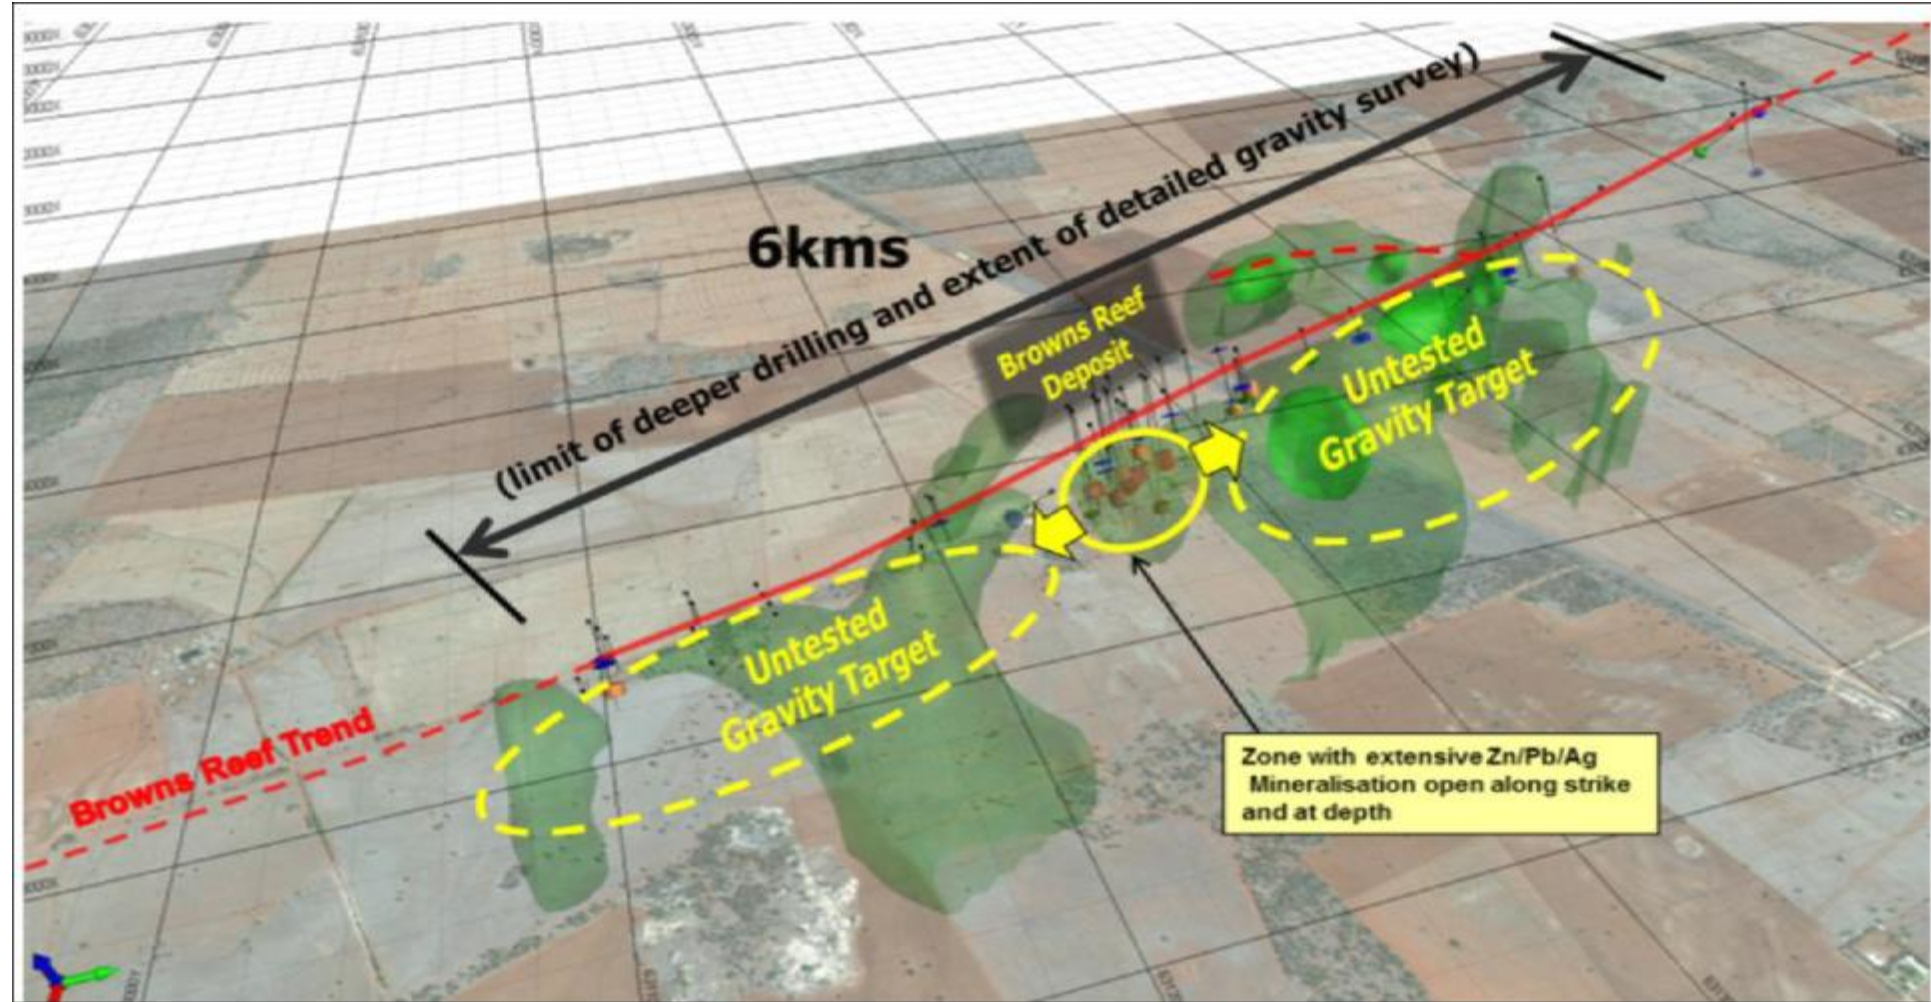 6kms
(limit of deeper drilling and extent of detailed gravity survey)
Browns Reef
Deposit
Untested
Gravity Target
Untested
Gravity Target
Browns Reef Trend
Zone with extensive Zn/Pb/Ag
Mineralisation open along strike
and at depth